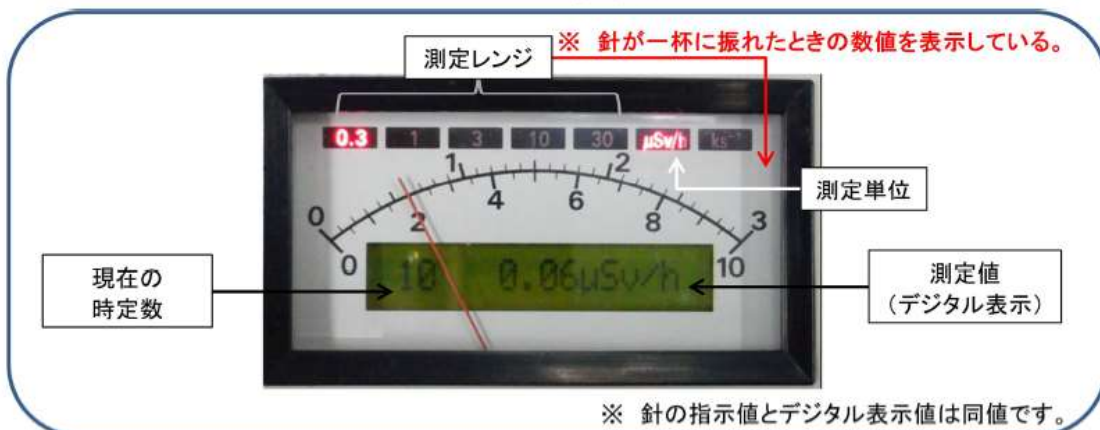 ※ 針が一杯に振れたときの数値を表示している。
測定レンジ
0.3 1 3 10 30 μSv/h ks⁻¹
0 1 2 3
0 2 4 6 8 10
測定単位
10 0.06μSv/h
現在の
時定数
測定値
(デジタル表示)
※ 針の指示値とデジタル表示値は同値です。